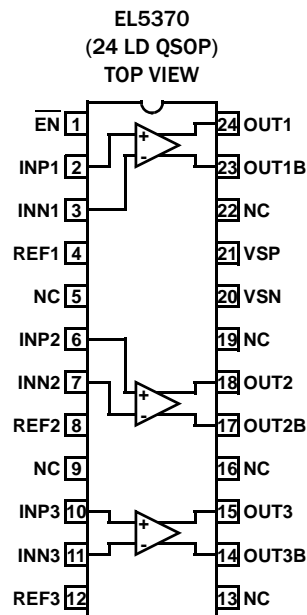 EL5370
(24 LD QSOP)
TOP VIEW
EN 1
INP1 2
INN1 3
REF1 4
NC 5
INP2 6
INN2 7
REF2 8
NC 9
INP3 10
INN3 11
REF3 12
24 OUT1
23 OUT1B
22 NC
21 VSP
20 VSN
19 NC
18 OUT2
17 OUT2B
16 NC
15 OUT3
14 OUT3B
13 NC
+
-
+
-
+
-